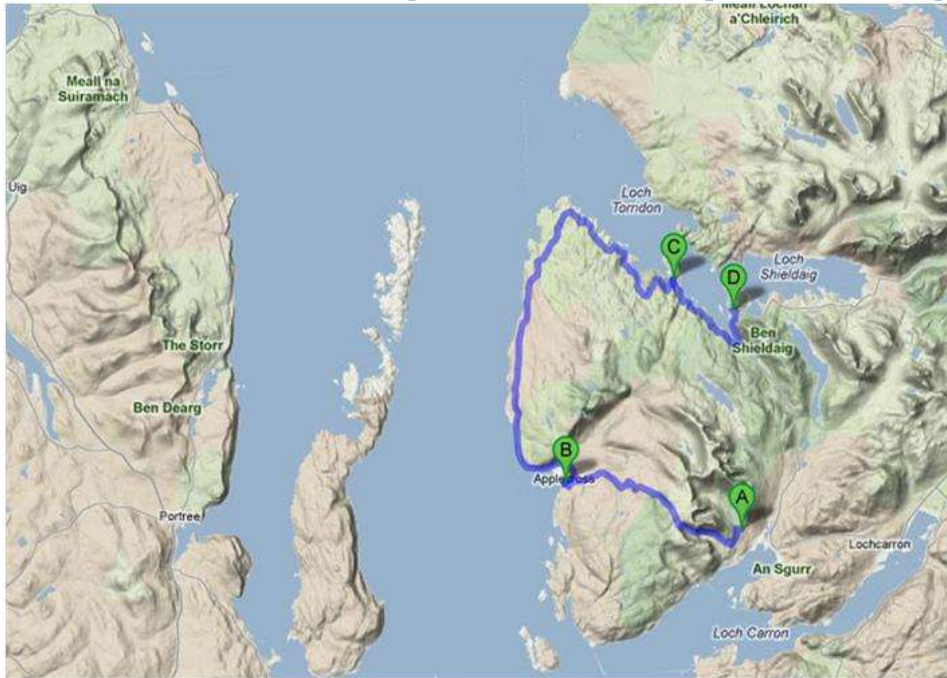 Meall Lochan
a'Chleirich
Meall na
Suiramach
Uig
Loch
Torridon
C
Loch
Shieldaig
D
Ben
Shieldaig
The Storr
Ben Dearg
B
Applecross
A
Portree
Lochcarron
An Sgurr
Loch Carron